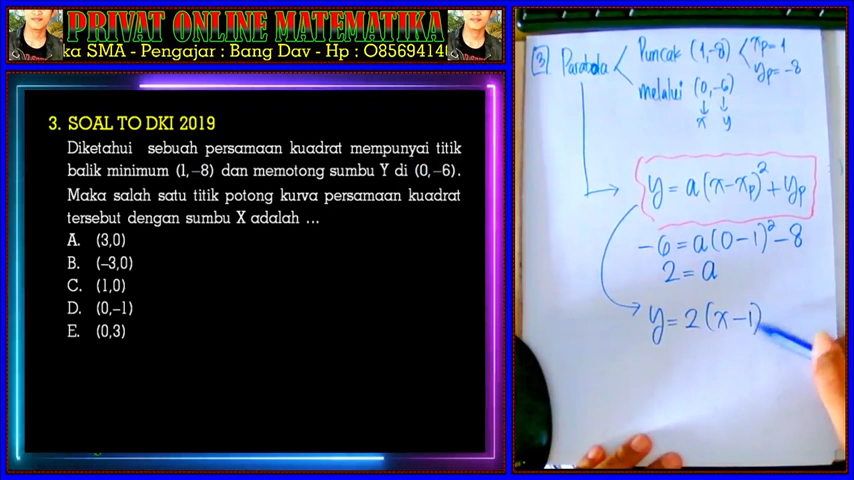 PRIVAT ONLINE MATEMATIKA
ka SMA - Pengajar : Bang Dav - Hp : O8569414
3. SOAL TO DKI 2019
Diketahui sebuah persamaan kuadrat mempunyai titik
balik minimum (1,–8) dan memotong sumbu Y di (0,–6).
Maka salah satu titik potong kurva persamaan kuadrat
tersebut dengan sumbu X adalah ...
A. (3,0)
B. (–3,0)
C. (1,0)
D. (0,–1)
E. (0,3)
3 Parabola < Puncak (1,-8) < xp = 1
yp = -8
melalui (0,-6)
↓ ↓
x y
y = a(x-xp)² + yp
-6 = a(0-1)² - 8
2 = a
y = 2(x-1)